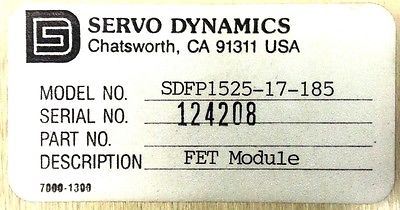 SERVO DYNAMICS
Chatsworth, CA 91311 USA
MODEL NO. SDFP1525-17-185
SERIAL NO. 124208
PART NO.
DESCRIPTION FET Module
7000-1300